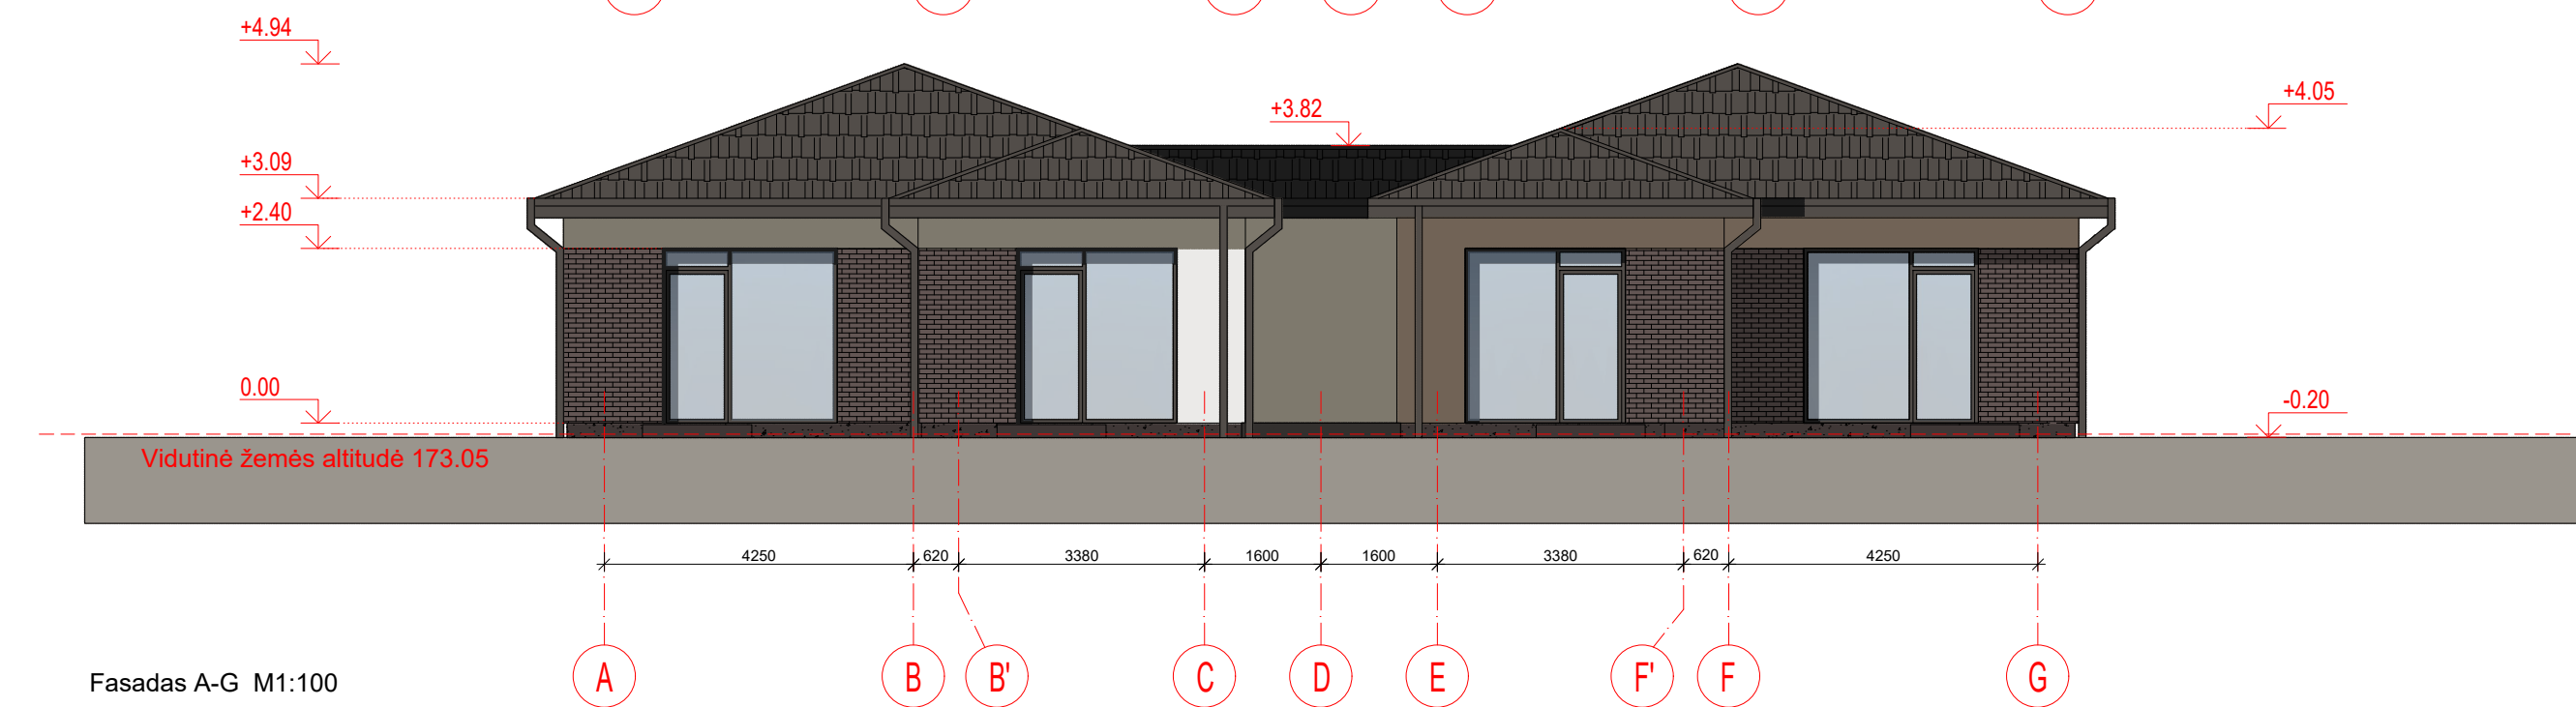 +4.94
+4.05
+3.82
+3.09
+2.40
0.00
-0.20
Vidutinė žemės altitudė 173.05
4250 620 3380 1600 1600 3380 620 4250
A B B' C D E F' F G
Fasadas A-G M1:100